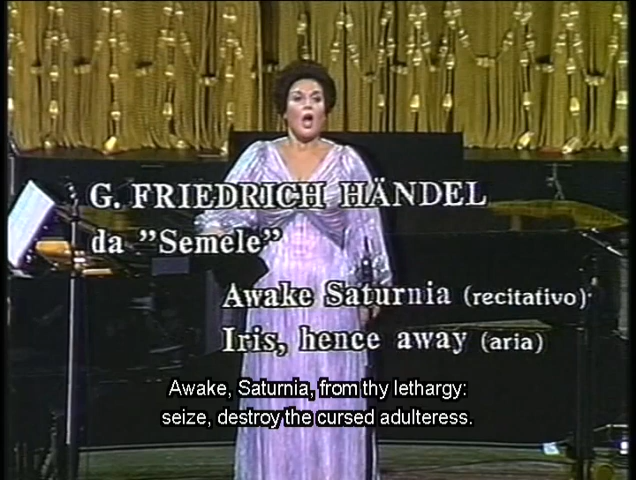 G. FRIEDRICH HÄNDEL
da "Semele"
Awake Saturnia (recitativo)
Iris, hence away (aria)
Awake, Saturnia, from thy lethargy:
seize, destroy the cursed adulteress.